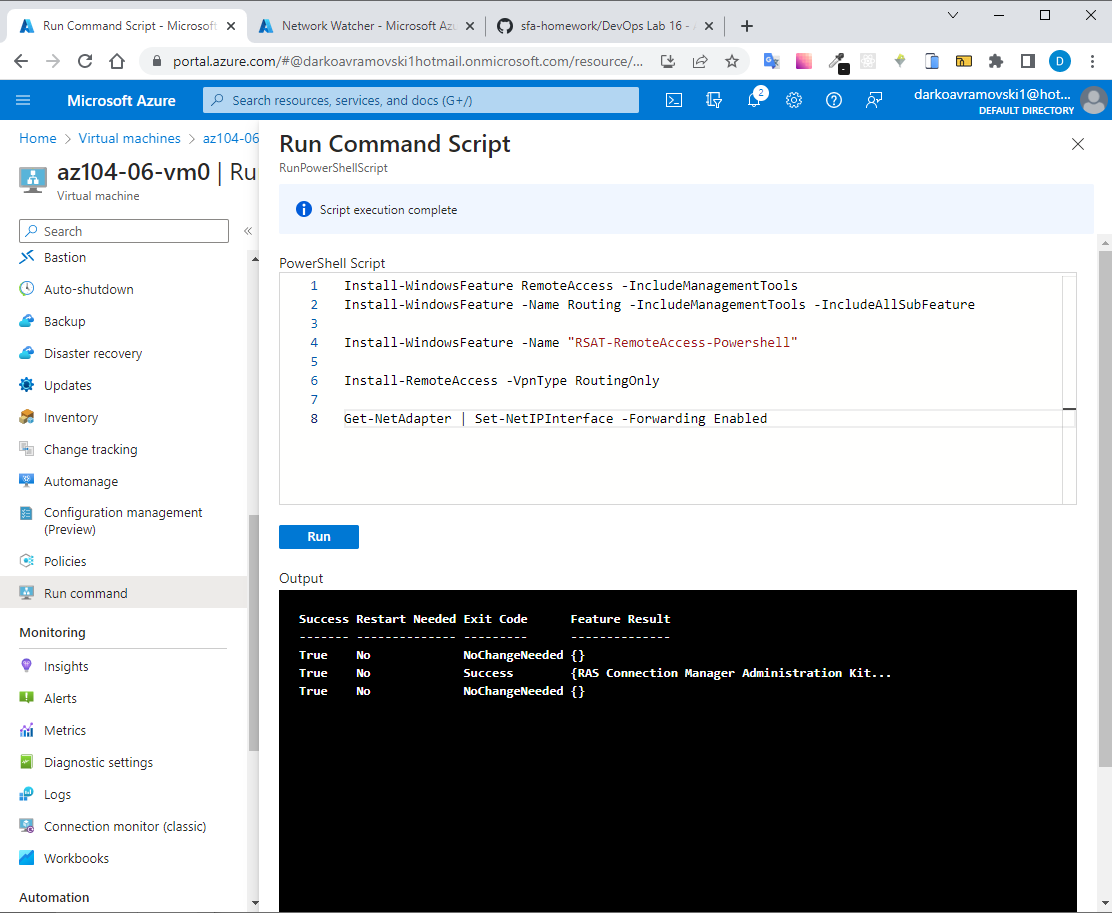 Run Command Script - Microsoft
Network Watcher - Microsoft Az
sfa-homework/DevOps Lab 16 -
portal.azure.com/#@darkoavramovski1hotmail.onmicrosoft.com/resource/...
D
Microsoft Azure
Search resources, services, and docs (G+/)
2
darkoavramovski1@hot...
DEFAULT DIRECTORY
Home > Virtual machines > az104-06
az104-06-vm0 | Ru
Virtual machine
Search
«
Bastion
Auto-shutdown
Backup
Disaster recovery
Updates
Inventory
Change tracking
Automanage
Configuration management
(Preview)
Policies
Run command
Monitoring
Insights
Alerts
Metrics
Diagnostic settings
Logs
Connection monitor (classic)
Workbooks
Automation
Run Command Script
RunPowerShellScript
Script execution complete
PowerShell Script
1 Install-WindowsFeature RemoteAccess -IncludeManagementTools
2 Install-WindowsFeature -Name Routing -IncludeManagementTools -IncludeAllSubFeature
3
4 Install-WindowsFeature -Name "RSAT-RemoteAccess-Powershell"
5
6 Install-RemoteAccess -VpnType RoutingOnly
7
8 Get-NetAdapter | Set-NetIPInterface -Forwarding Enabled
Run
Output
Success Restart Needed Exit Code Feature Result
------- -------------- --------- --------------
True No NoChangeNeeded {}
True No Success {RAS Connection Manager Administration Kit...
True No NoChangeNeeded {}